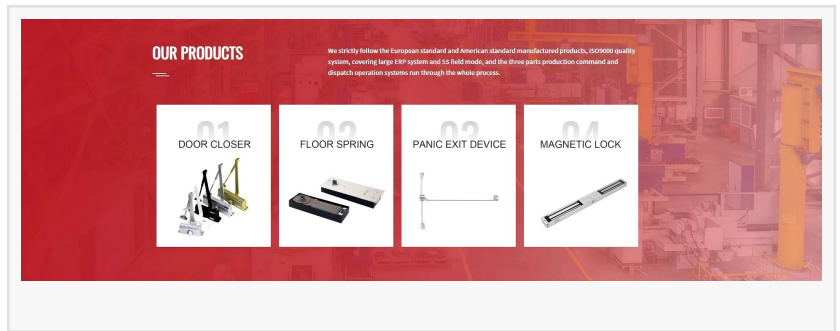 OUR PRODUCTS
We strictly follow the European standard and American standard
manufactured products, ISO9000 quality
system, covering large ERP system and 5S field mode, and the three parts production command and
dispatch operation systems run through the whole process.
01
DOOR CLOSER
02
FLOOR SPRING
03
PANIC EXIT DEVICE
04
MAGNETIC LOCK